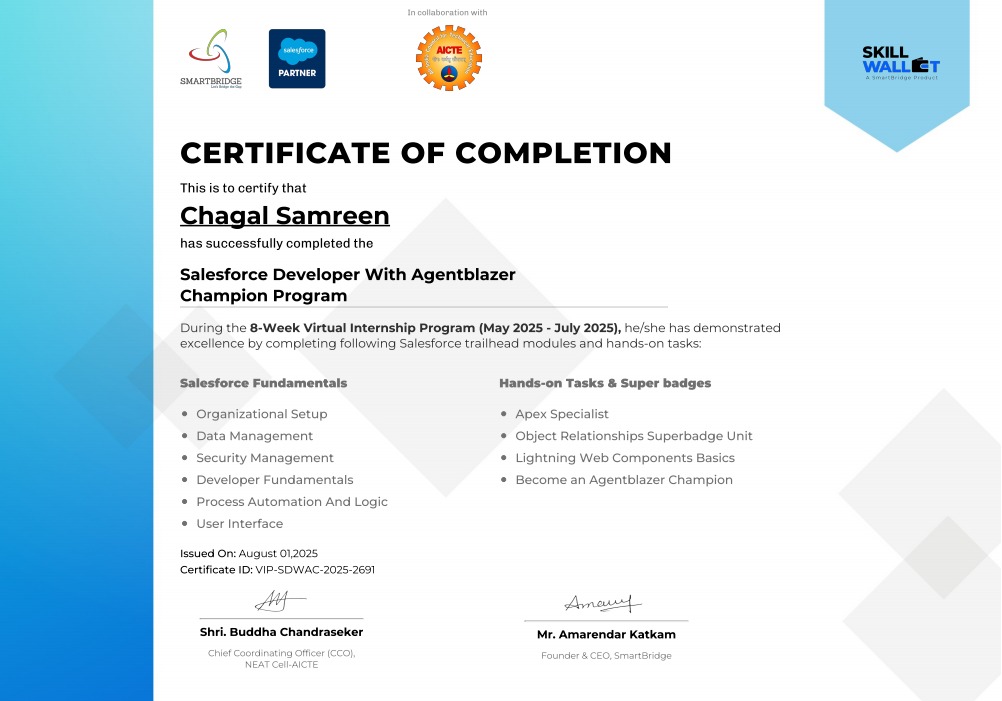 In collaboration with
SMARTBRIDGE
Let's Bridge the Gap
salesforce
PARTNER
AICTE
SKILL
WALLET
A SmartBridge Product
CERTIFICATE OF COMPLETION
This is to certify that
Chagal Samreen
has successfully completed the
Salesforce Developer With Agentblazer
Champion Program
During the 8-Week Virtual Internship Program (May 2025 - July 2025), he/she has demonstrated
excellence by completing following Salesforce trailhead modules and hands-on tasks:
Salesforce Fundamentals
• Organizational Setup
• Data Management
• Security Management
• Developer Fundamentals
• Process Automation And Logic
• User Interface
Hands-on Tasks & Super badges
• Apex Specialist
• Object Relationships Superbadge Unit
• Lightning Web Components Basics
• Become an Agentblazer Champion
Issued On: August 01,2025
Certificate ID: VIP-SDWAC-2025-2691
Shri. Buddha Chandraseker
Chief Coordinating Officer (CCO),
NEAT Cell-AICTE
Mr. Amarendar Katkam
Founder & CEO, SmartBridge